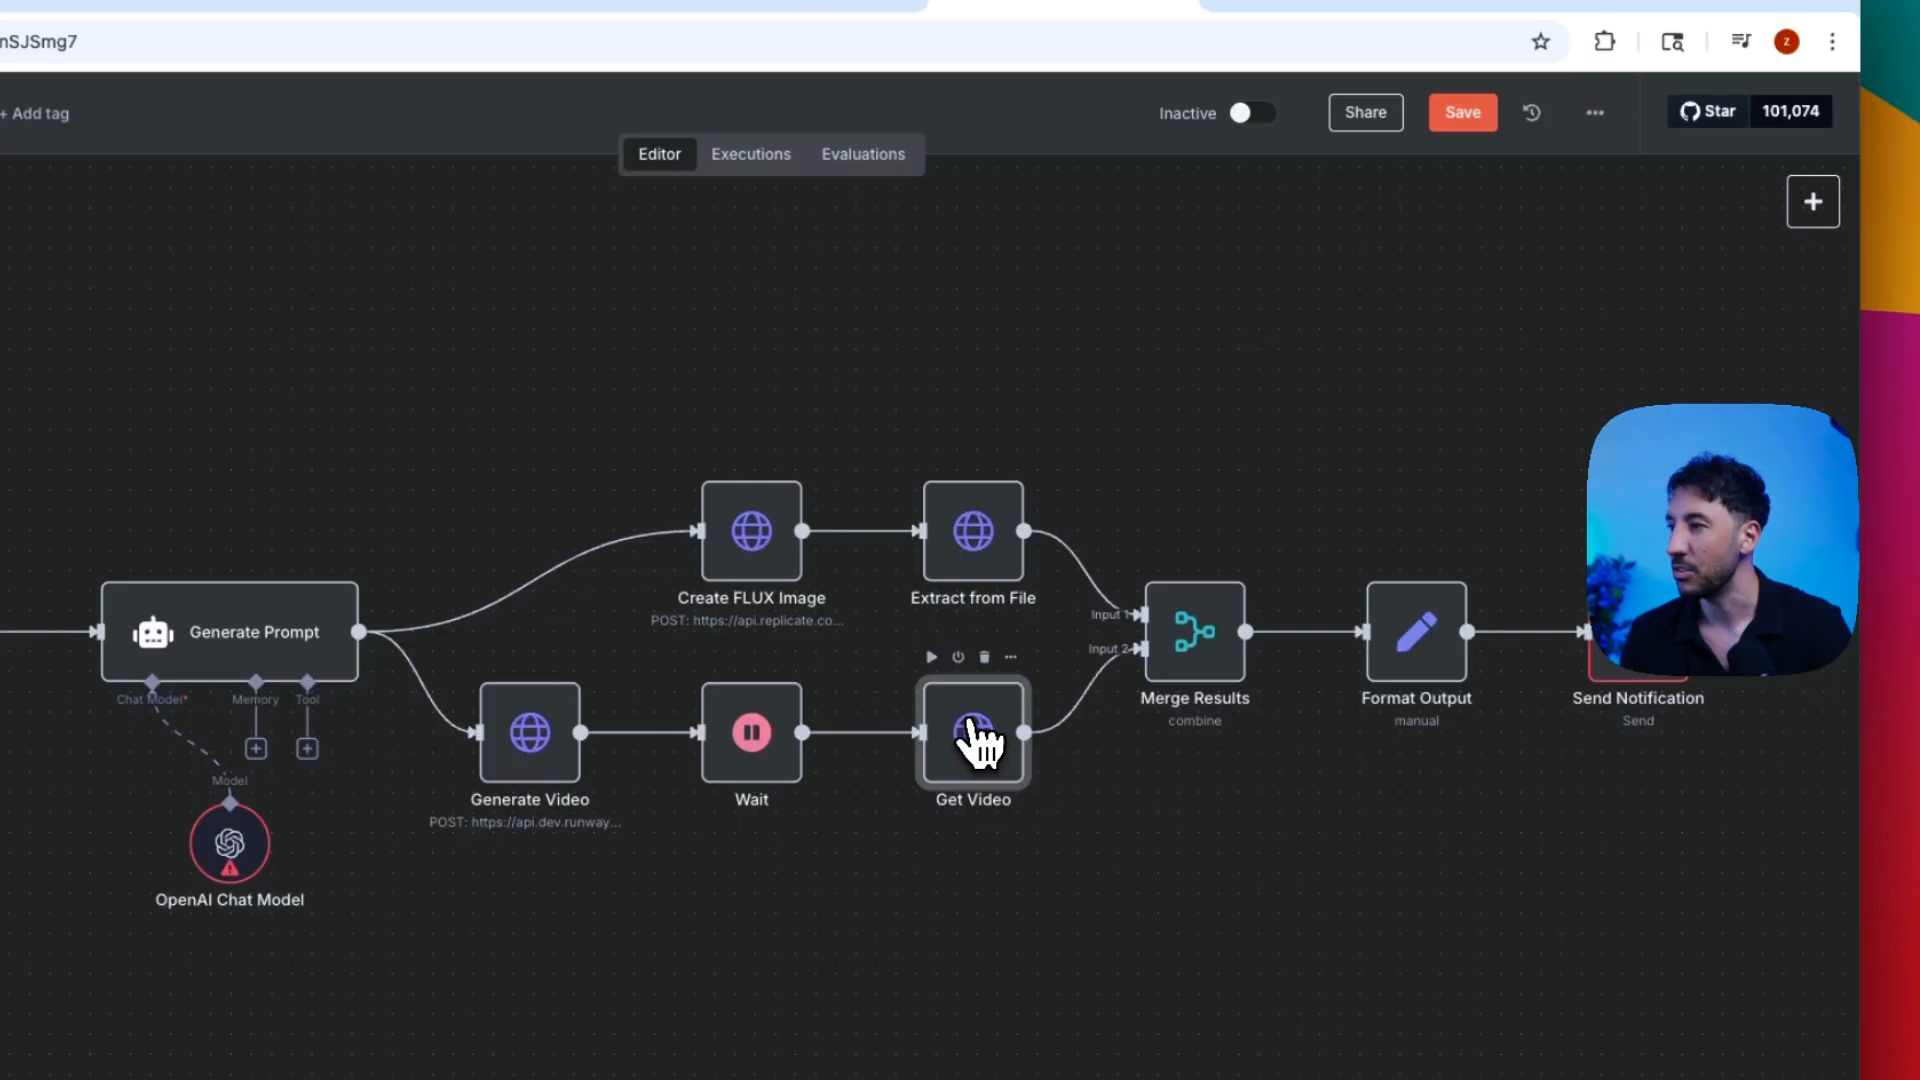 nSJSmg7
z
+ Add tag
Inactive
Share
Save
Star
101,074
Editor
Executions
Evaluations
Create FLUX Image
POST: https://api.replicate.co...
Extract from File
Generate Prompt
Chat Model*
Memory
Tool
Model
OpenAI Chat Model
Generate Video
POST: https://api.dev.runway...
Wait
Get Video
Input 1
Input 2
Merge Results
combine
Format Output
manual
Send Notification
Send